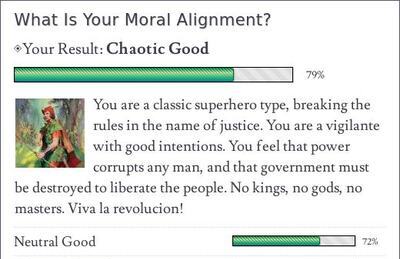 What Is Your Moral Alignment?
Your Result: Chaotic Good
79%
You are a classic superhero type, breaking the
rules in the name of justice. You are a vigilante
with good intentions. You feel that power
corrupts any man, and that government must
be destroyed to liberate the people. No kings, no gods, no
masters. Viva la revolucion!
Neutral Good
72%